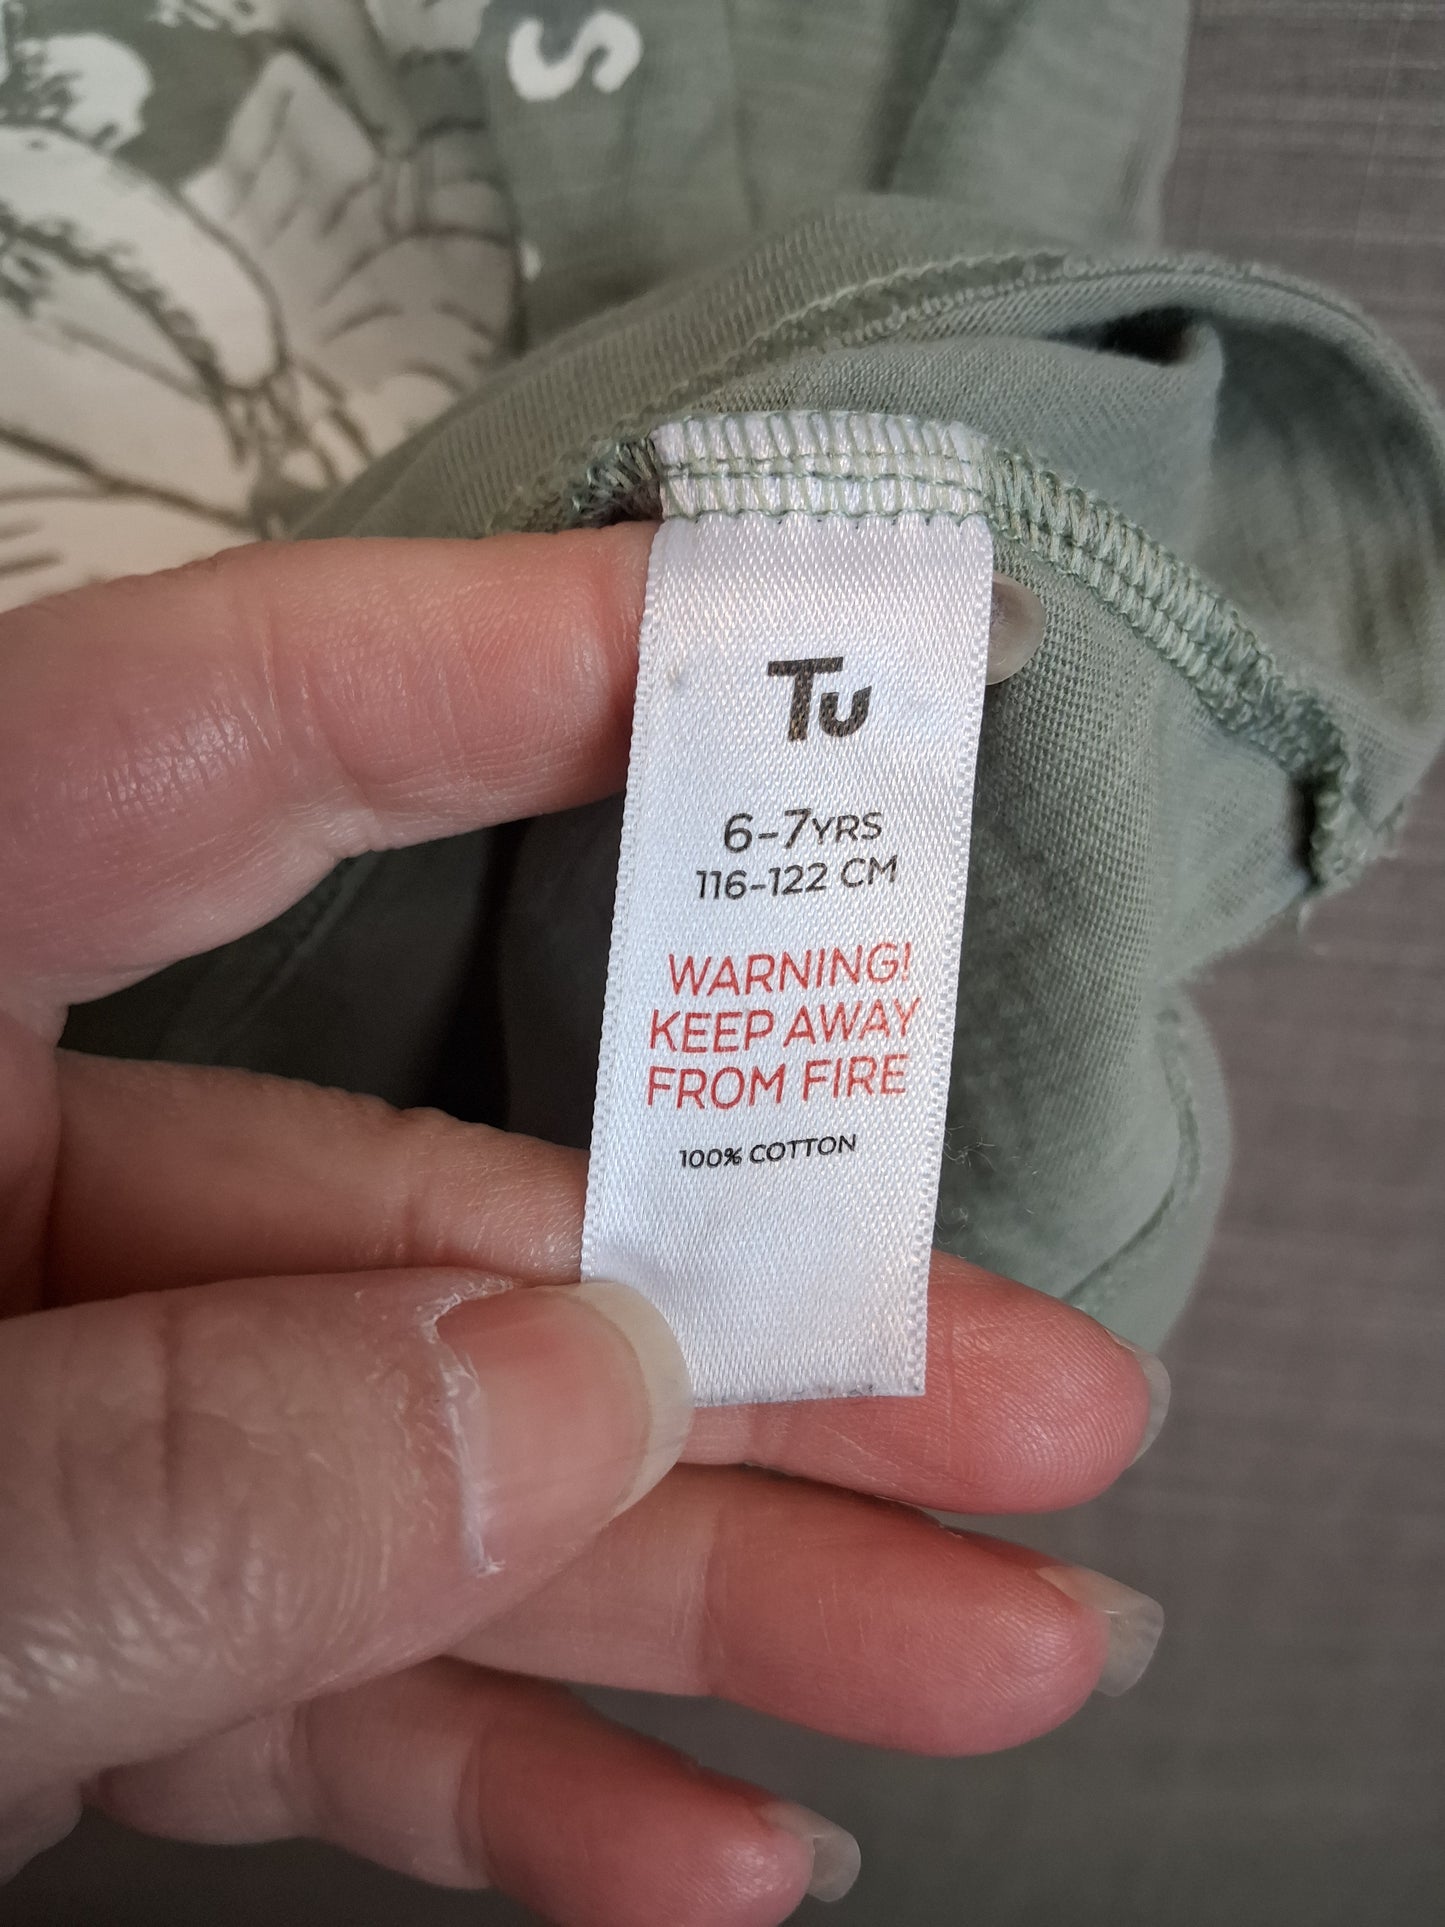 S
Tu
6-7YRS
116-122 CM
WARNING!
KEEP AWAY
FROM FIRE
100% COTTON